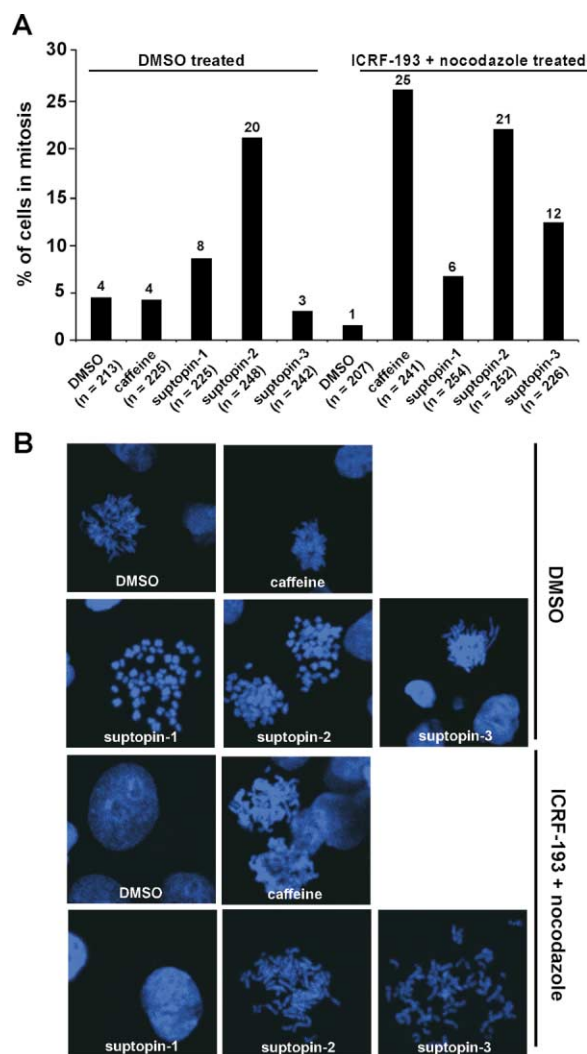 A
DMSO treated
ICRF-193 + nocodazole treated
% of cells in mitosis
30
25
20
15
10
5
0
4
4
8
20
3
1
25
6
21
12
DMSO
(n = 213)
caffeine
(n = 225)
suptopin-1
(n = 225)
suptopin-2
(n = 248)
suptopin-3
(n = 242)
DMSO
(n = 207)
caffeine
(n = 241)
suptopin-1
(n = 254)
suptopin-2
(n = 252)
suptopin-3
(n = 226)
B
DMSO
caffeine
suptopin-1
suptopin-2
suptopin-3
DMSO
DMSO
caffeine
suptopin-1
suptopin-2
suptopin-3
ICRF-193 + nocodazole